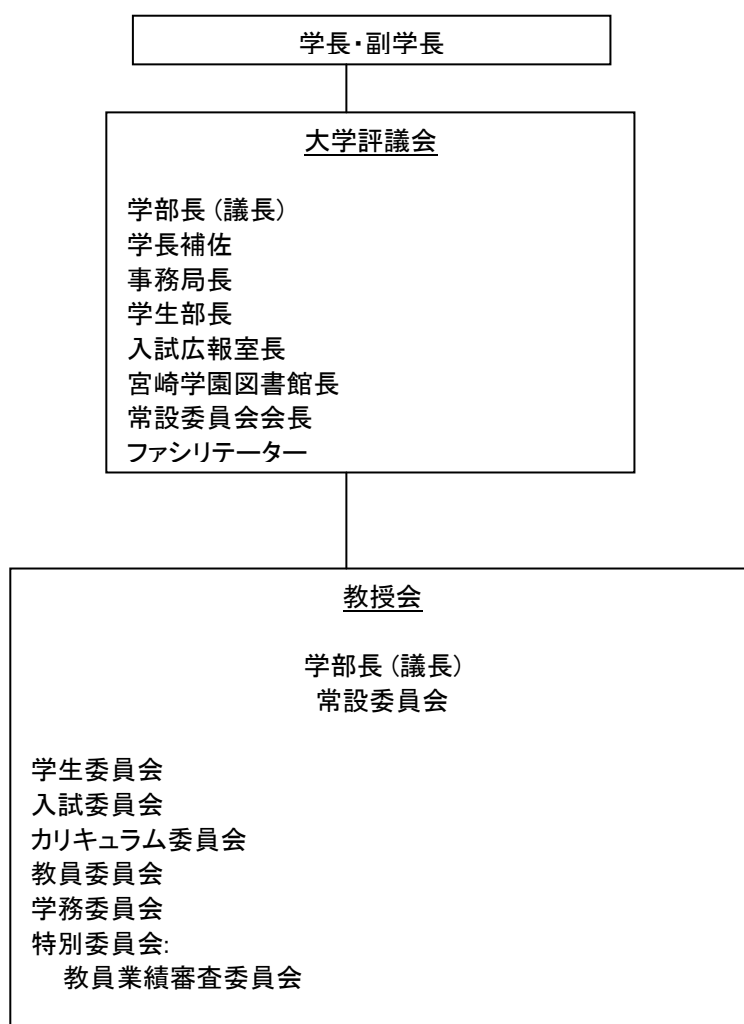 学長・副学長
大学評議会
学部長 (議長)
学長補佐
事務局長
学生部長
入試広報室長
宮崎学園図書館長
常設委員会会長
ファシリテーター
教授会
学部長 (議長)
常設委員会
学生委員会
入試委員会
カリキュラム委員会
教員委員会
学務委員会
特別委員会:
教員業績審査委員会